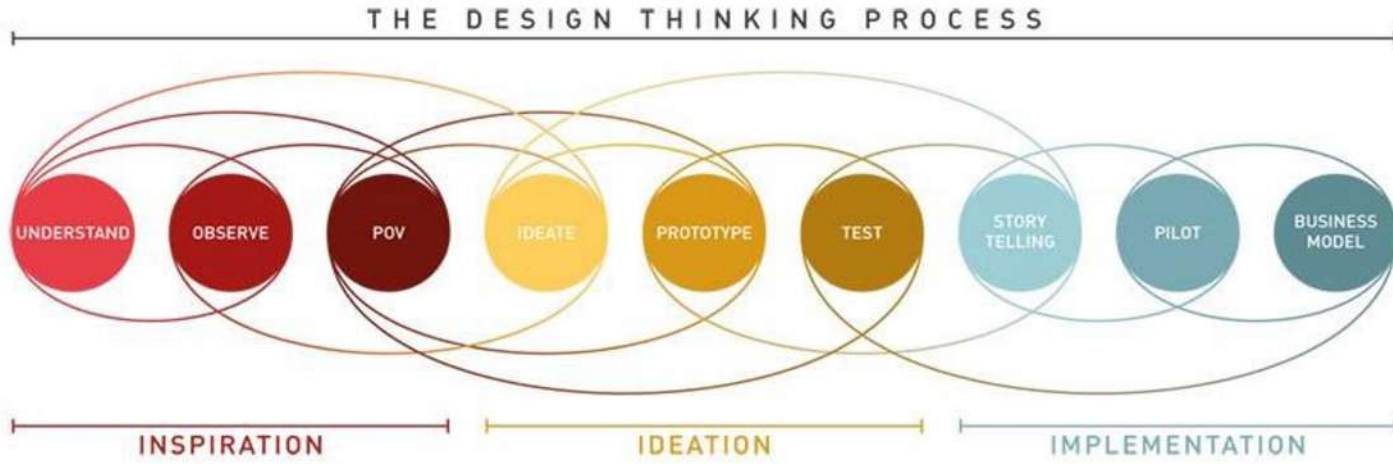 THE DESIGN THINKING PROCESS
UNDERSTAND
OBSERVE
POV
IDEATE
PROTOTYPE
TEST
STORY
TELLING
PILOT
BUSINESS
MODEL
INSPIRATION
IDEATION
IMPLEMENTATION